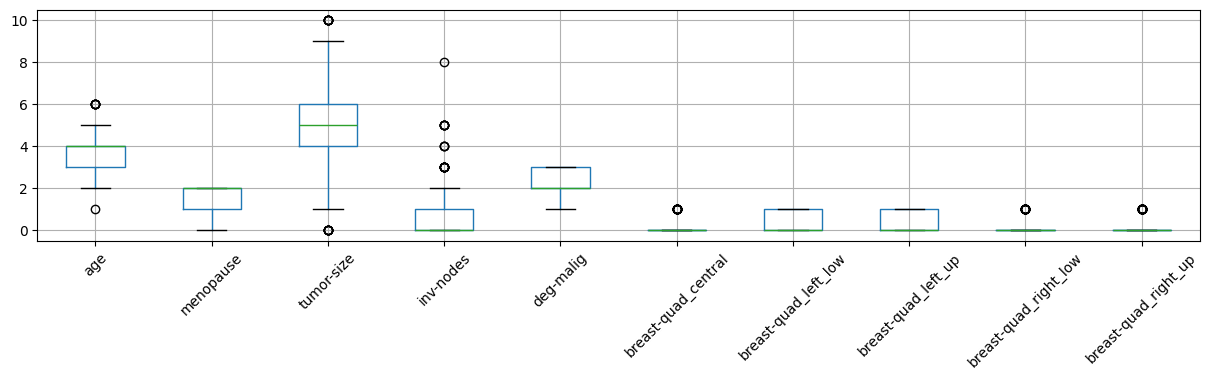 10
8
6
4
2
0
age
menopause
tumor-size
inv-nodes
deg-malig
breast-quad_central
breast-quad_left_low
breast-quad_left_up
breast-quad_right_low
breast-quad_right_up